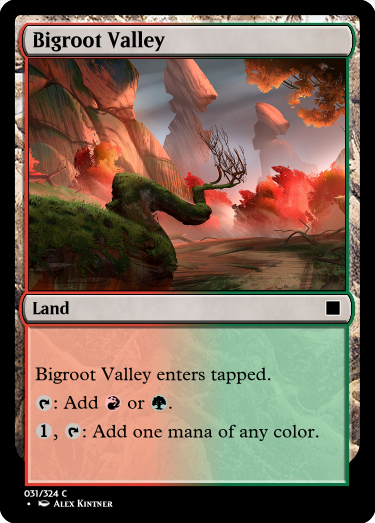 Bigroot Valley
Land
Bigroot Valley enters tapped.
: Add or .
1, : Add one mana of any color.
031/324 C
• Alex Kintner